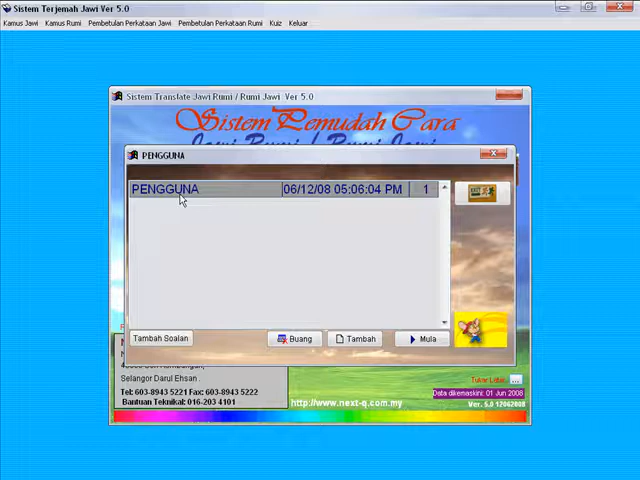 Sistem Terjemah Jawi Ver 5.0
Kamus Jawi Kamus Rumi Pembetulan Perkataan Jawi Pembetulan Perkataan Rumi Kuiz Keluar
Sistem Translate Jawi Rumi / Rumi Jawi Ver 5.0
Sistem Pemudah Cara
Jawi Rumi / Rumi Jawi
PENGGUNA
PENGGUNA 06/12/08 05:06:04 PM 1
Tambah Soalan Buang Tambah Mula
Selangor Darul Ehsan .
Tel: 603-8943 5221 Fax: 603-8943 5222
Bantuan Teknikal: 016-203 4101
http://www.next-q.com.my
Tukar Latar ...
Data dikemaskini: 01 Jun 2008
Ver. 5.0 12062008